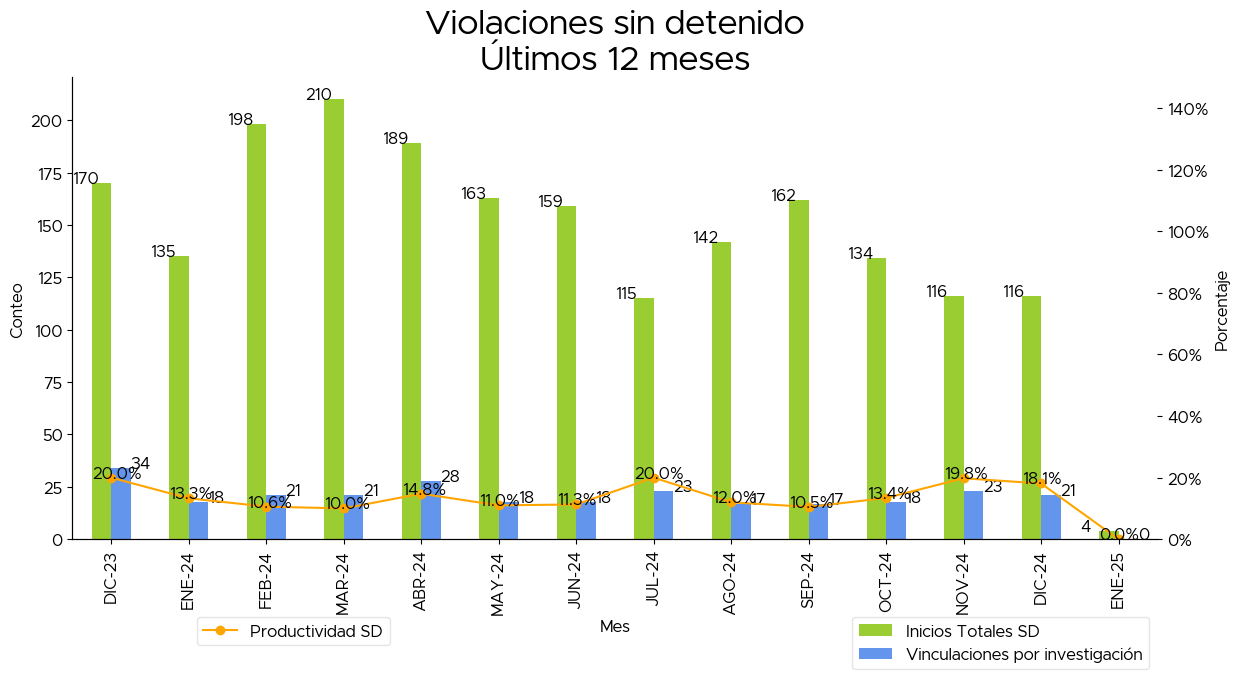 Violaciones sin detenido
Últimos 12 meses
Conteo
200
175
150
125
100
75
50
25
0
140%
120%
100%
80%
60%
40%
20%
0%
Porcentaje
170
135
198
210
189
163
159
115
142
162
134
116
116
4
34
18
21
21
28
18
18
23
17
17
18
23
21
0
20.0%
13.3%
10.6%
10.0%
14.8%
11.0%
11.3%
20.0%
12.0%
10.5%
13.4%
19.8%
18.1%
0.0%
DIC-23
ENE-24
FEB-24
MAR-24
ABR-24
MAY-24
JUN-24
JUL-24
AGO-24
SEP-24
OCT-24
NOV-24
DIC-24
ENE-25
Mes
Productividad SD
Inicios Totales SD
Vinculaciones por investigación